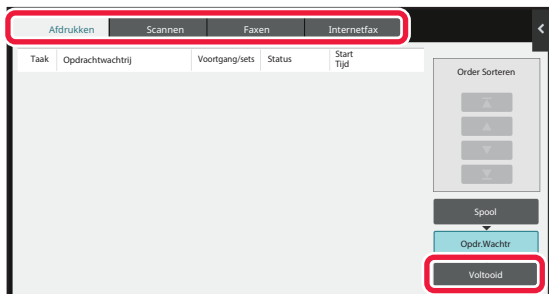 Afdrukken Scannen Faxen Internetfax
Taak Opdrachtwachtrij Voortgang/sets Status Start
Tijd
Order Sorteren
Spool
Opdr.Wachtr
Voltooid